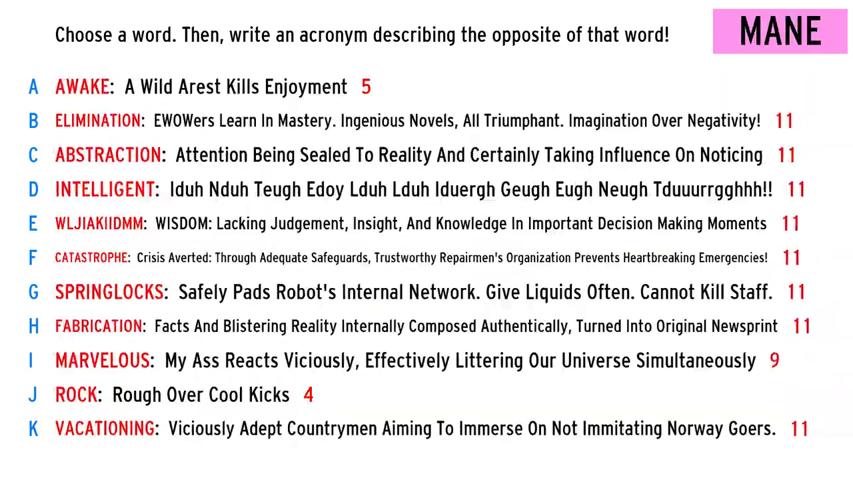 Choose a word. Then, write an acronym describing the opposite of that word!
MANE
A AWAKE: A Wild Arest Kills Enjoyment 5
B ELIMINATION: EWOWers Learn In Mastery. Ingenious Novels, All Triumphant. Imagination Over Negativity! 11
C ABSTRACTION: Attention Being Sealed To Reality And Certainly Taking Influence On Noticing 11
D INTELLIGENT: Iduh Nduh Teugh Edoy Lduh Lduh Iduergh Geugh Eugh Neugh Tduuurrgghhh!! 11
E WLJIAKIIDMM: WISDOM: Lacking Judgement, Insight, And Knowledge In Important Decision Making Moments 11
F CATASTROPHE: Crisis Averted: Through Adequate Safeguards, Trustworthy Repairmen's Organization Prevents Heartbreaking Emergencies! 11
G SPRINGLOCKS: Safely Pads Robot's Internal Network. Give Liquids Often. Cannot Kill Staff. 11
H FABRICATION: Facts And Blistering Reality Internally Composed Authentically, Turned Into Original Newsprint 11
I MARVELOUS: My Ass Reacts Viciously, Effectively Littering Our Universe Simultaneously 9
J ROCK: Rough Over Cool Kicks 4
K VACATIONING: Viciously Adept Countrymen Aiming To Immerse On Not Immitating Norway Goers. 11